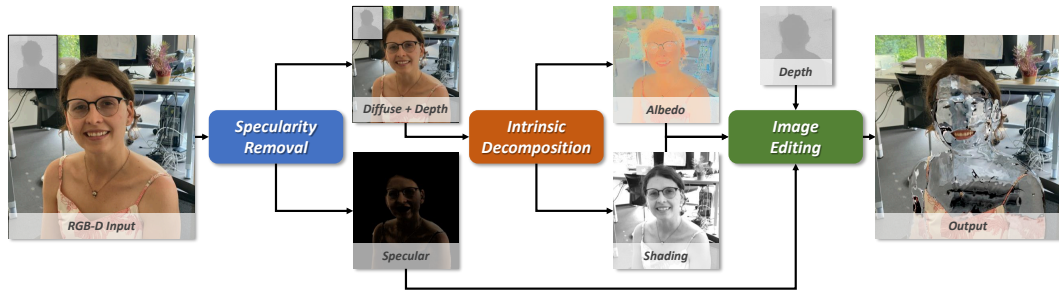 RGB-D Input
Specularity
Removal
Diffuse + Depth
Specular
Intrinsic
Decomposition
Albedo
Shading
Depth
Image
Editing
Output